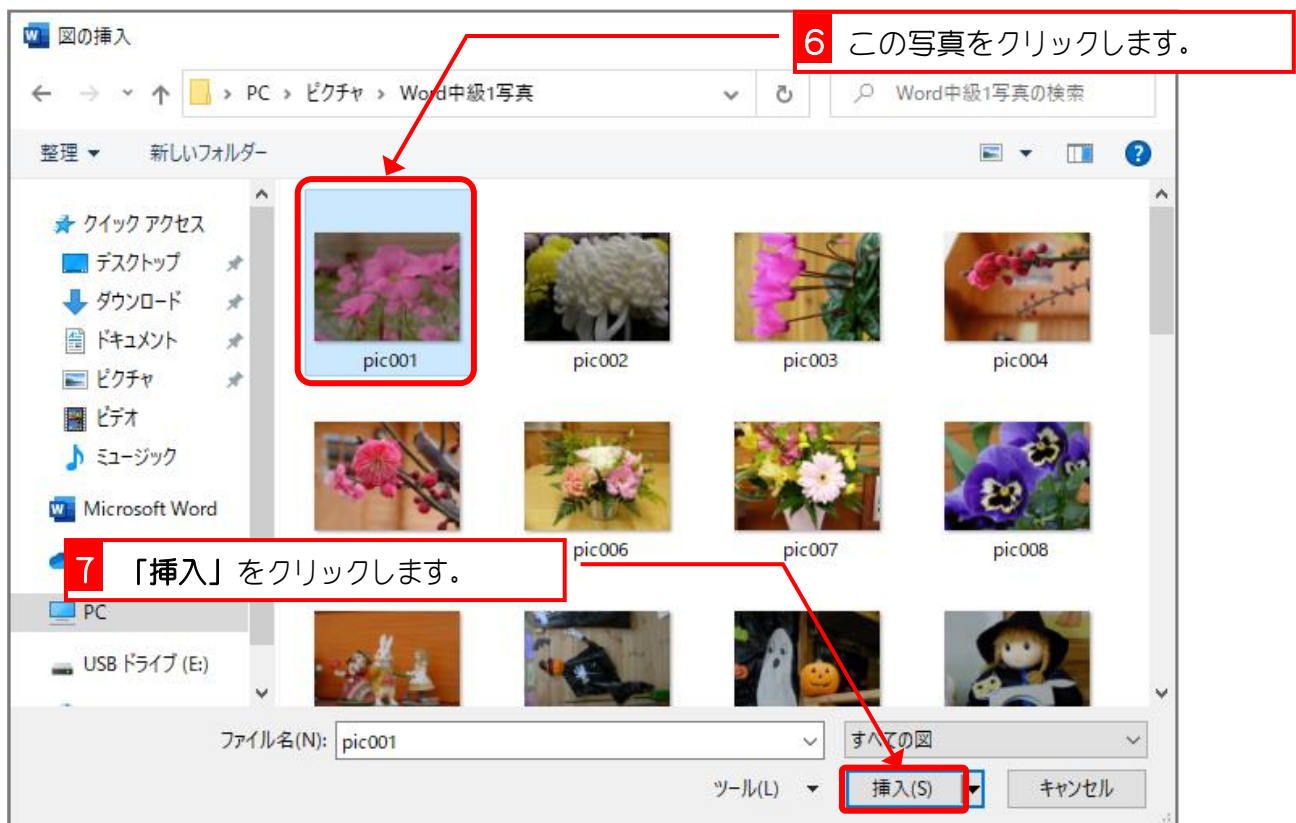 図の挿入
6 この写真をクリックします。
PC › ピクチャ › Word中級1写真
Word中級1写真の検索
整理
新しいフォルダー
クイック アクセス
デスクトップ
ダウンロード
ドキュメント
ピクチャ
ビデオ
ミュージック
Microsoft Word
PC
USB ドライブ (E:)
pic001
pic002
pic003
pic004
pic006
pic007
pic008
7 「挿入」をクリックします。
ファイル名(N): pic001
すべての図
ツール(L)
挿入(S)
キャンセル